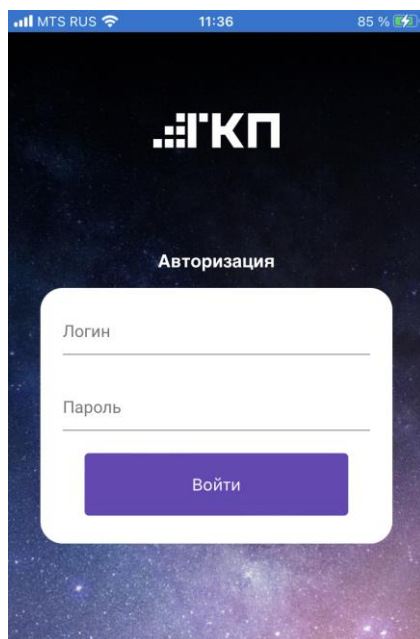 MTS RUS 11:36 85 %
ГКП
Авторизация
Логин
Пароль
Войти